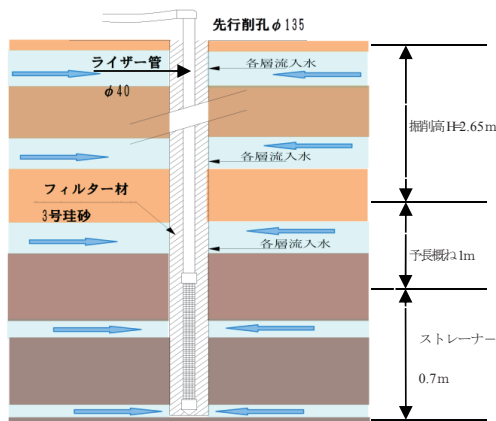 先行削孔φ135
ライザー管
φ40
各層流入水
掘削高H=2.65m
各層流入水
フィルター材
3号珪砂
各層流入水
予長概ね1m
ストレーナー
0.7m